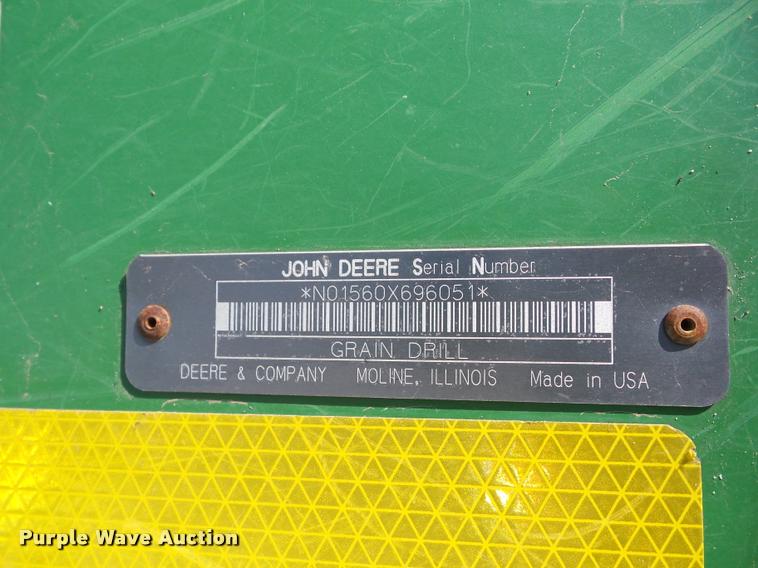 JOHN DEERE Serial Number
*N01560X696051*
GRAIN DRILL
DEERE & COMPANY MOLINE, ILLINOIS Made in USA
Purple Wave Auction